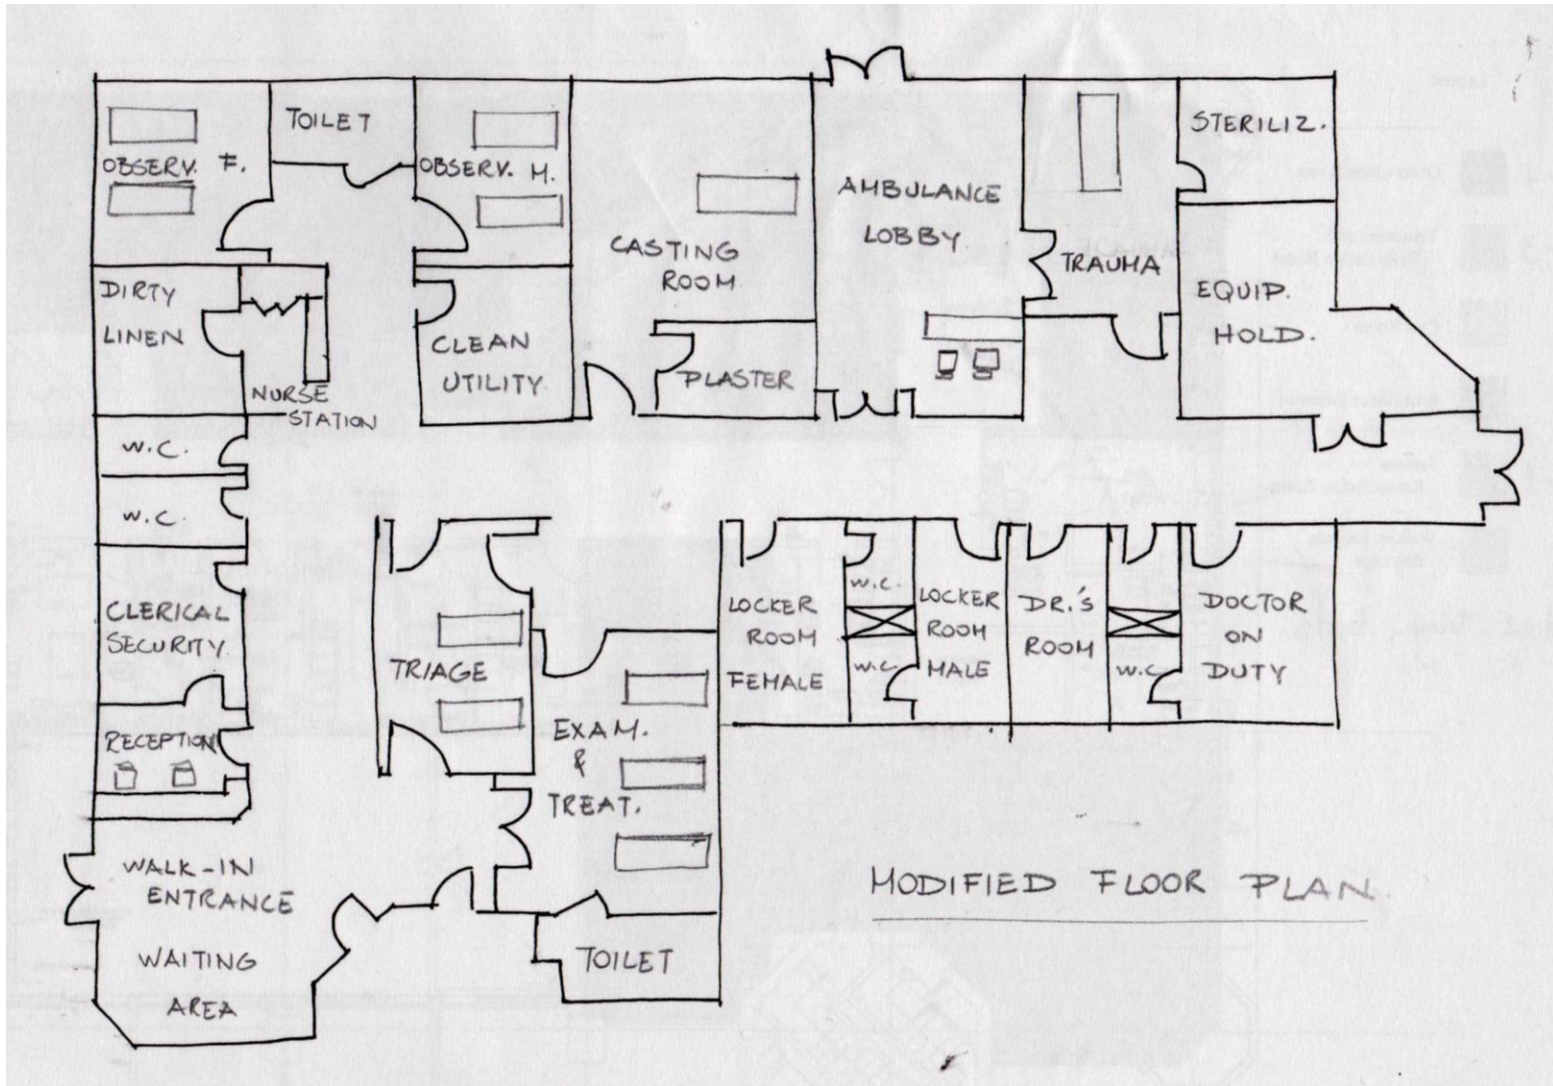 TOILET
OBSERV. F.
OBSERV. M.
STERILIZ.
AMBULANCE
LOBBY
CASTING
ROOM
TRAUMA
DIRTY
LINEN
EQUIP.
HOLD.
CLEAN
UTILITY
PLASTER
NURSE
STATION
W.C.
W.C.
CLERICAL
SECURITY
TRIAGE
LOCKER
ROOM
FEMALE
W.C.
W.C.
LOCKER
ROOM
MALE
DR.'S
ROOM
W.C.
DOCTOR
ON
DUTY
RECEPTION
EXAM.
&
TREAT.
WALK-IN
ENTRANCE
WAITING
AREA
TOILET
MODIFIED FLOOR PLAN